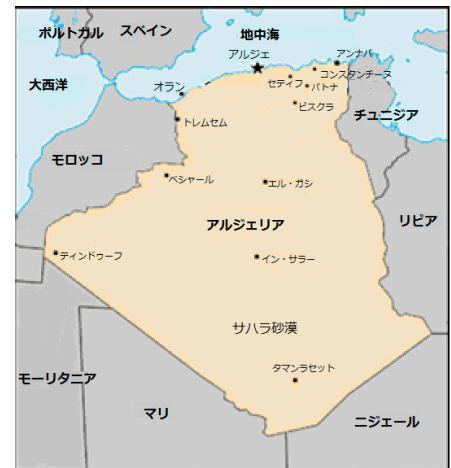 ポルトガル
スペイン
地中海
アルジェ
アンナバ
コンスタンチーヌ
セティフ
バトナ
大西洋
オラン
ビスクラ
チュニジア
トレムセム
モロッコ
ベシャール
エル・ガシ
アルジェリア
リビア
ティンドゥーフ
イン・サラー
サハラ砂漠
タマンラセット
モーリタニア
マリ
ニジェール